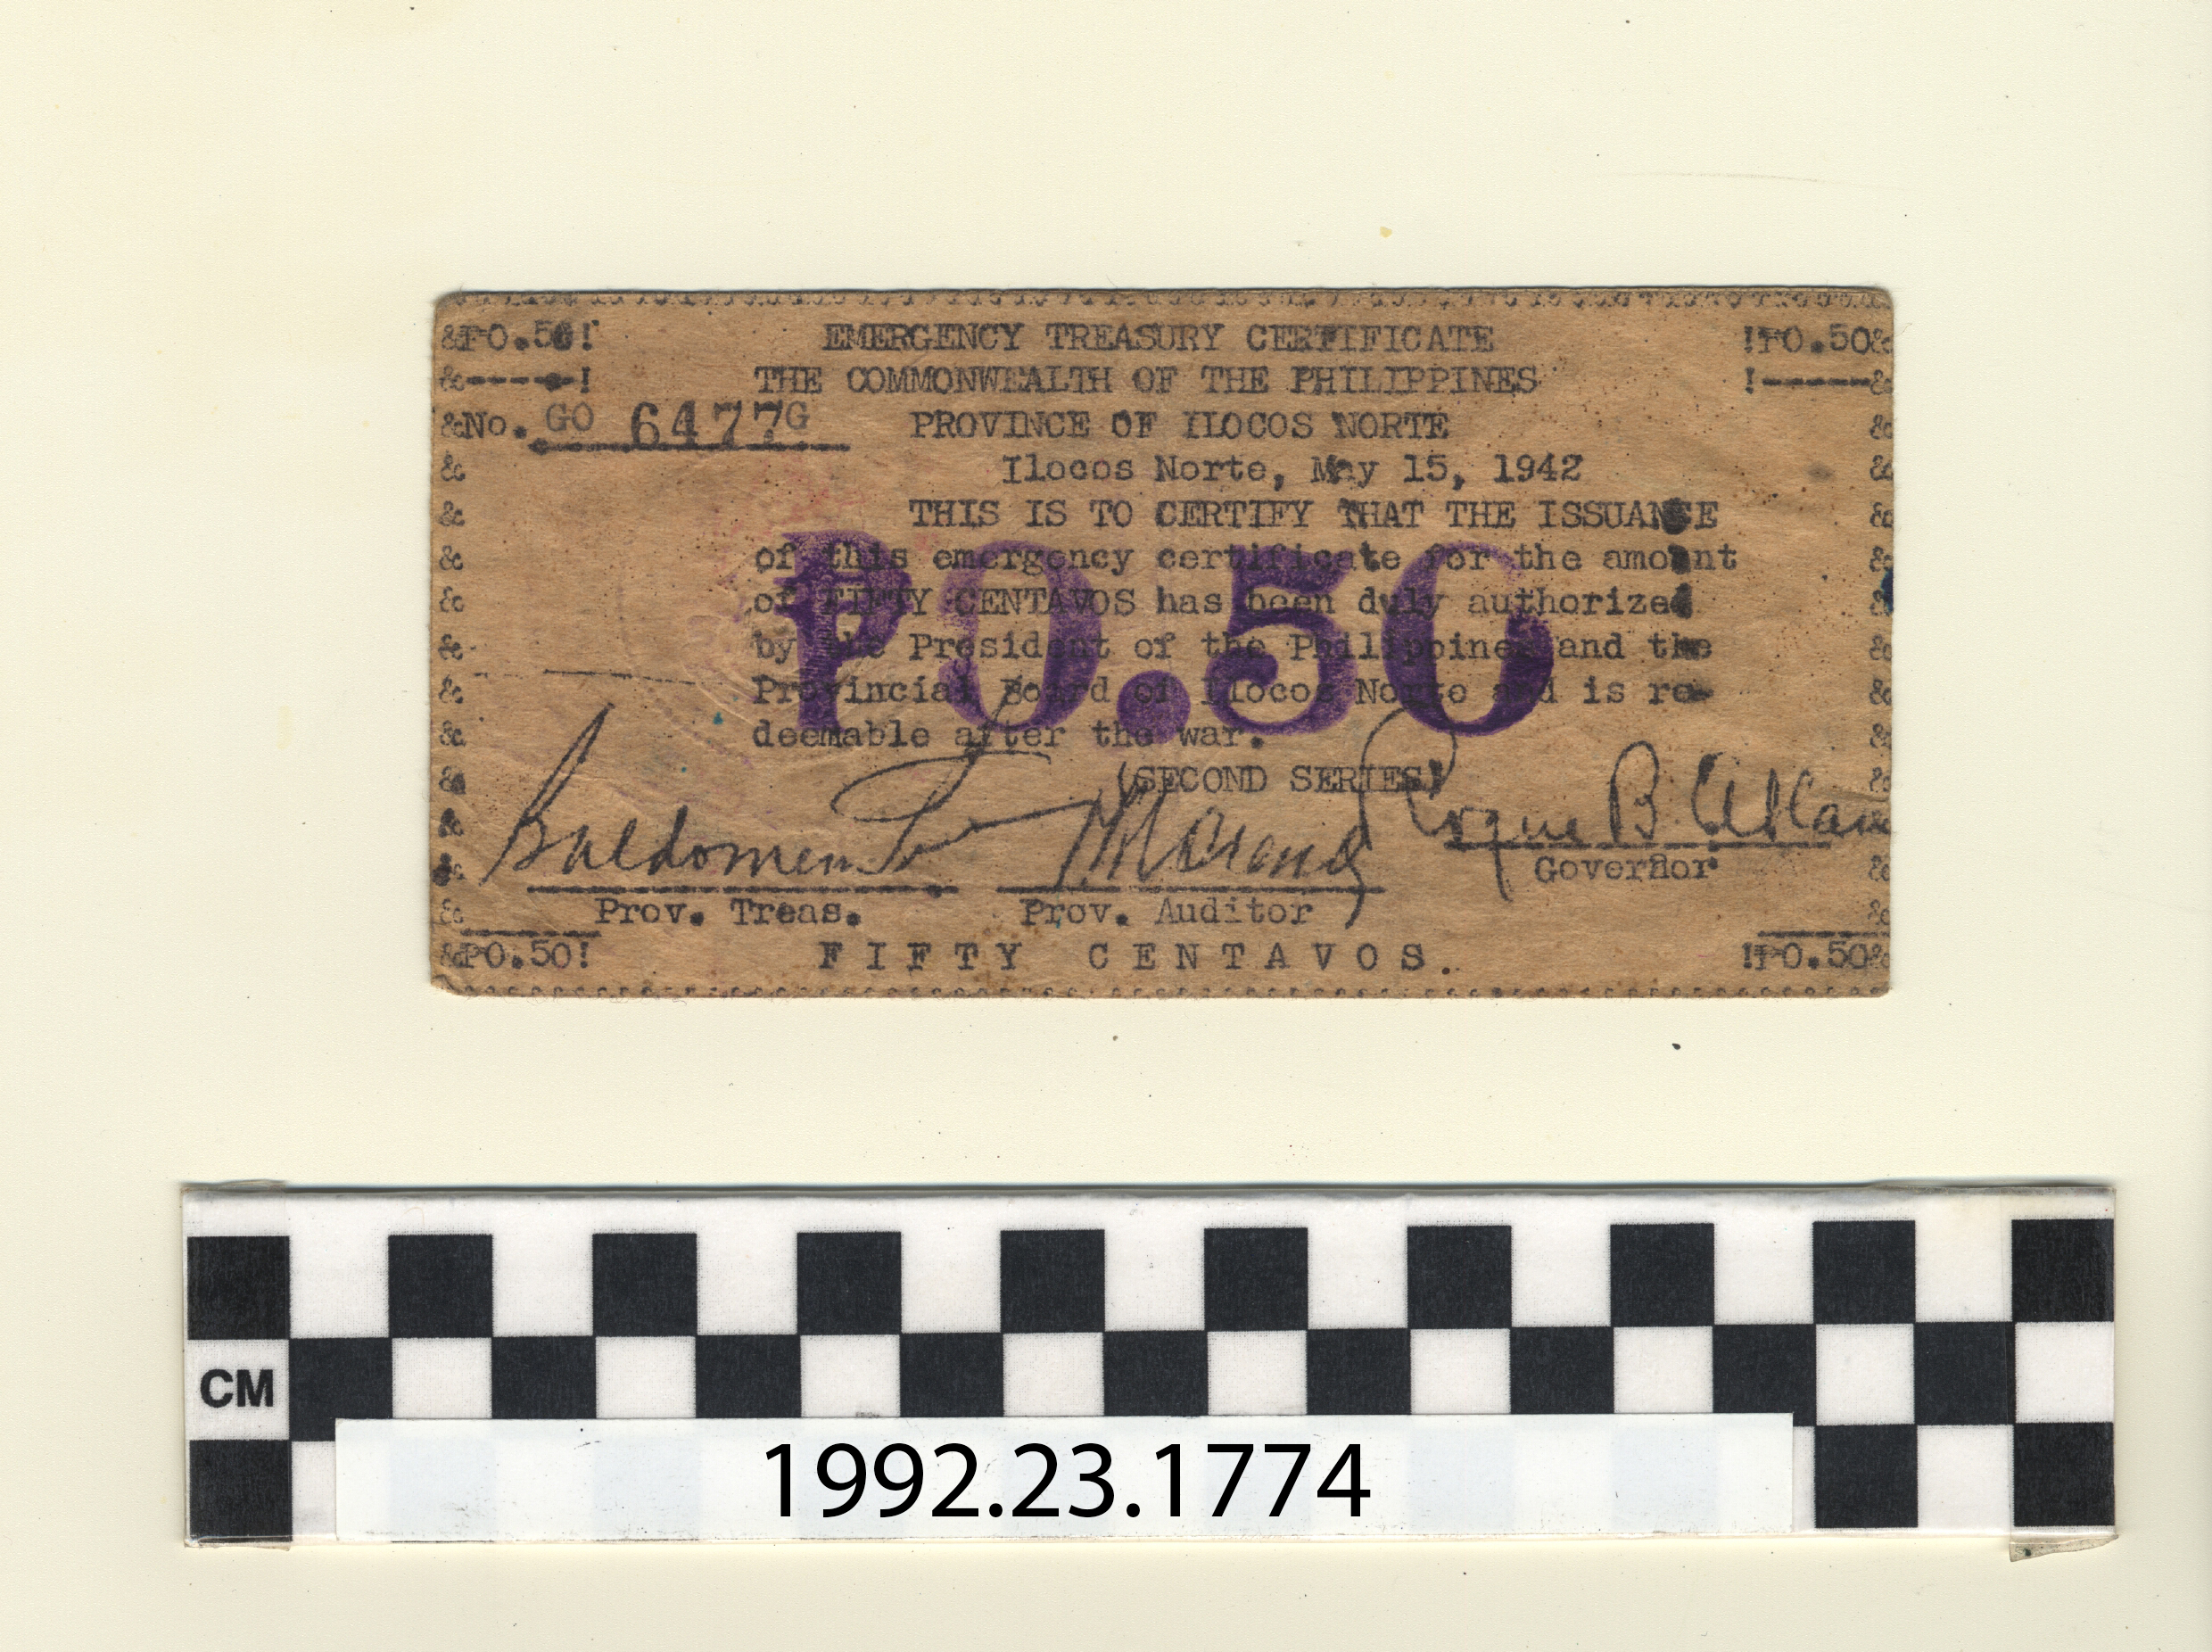 &₱0.50! EMERGENCY TREASURY CERTIFICATE !₱0.50&
&-----! THE COMMONWEALTH OF THE PHILIPPINES !-----&
&No. GO 6477G PROVINCE OF ILOCOS NORTE &
& Ilocos Norte, May 15, 1942 &
& THIS IS TO CERTIFY THAT THE ISSUANCE &
& of this emergency certificate for the amount &
& of FIFTY CENTAVOS has been duly authorized &
& by the President of the Philippines and the &
& Provincial Board of Ilocos Norte and is re- &
& deemable after the war. &
₱0.50
& (SECOND SERIES) &
Roque B. Ablan
Governor
Prov. Treas. Prov. Auditor
&₱0.50! FIFTY CENTAVOS. !₱0.50&
CM
1992.23.1774